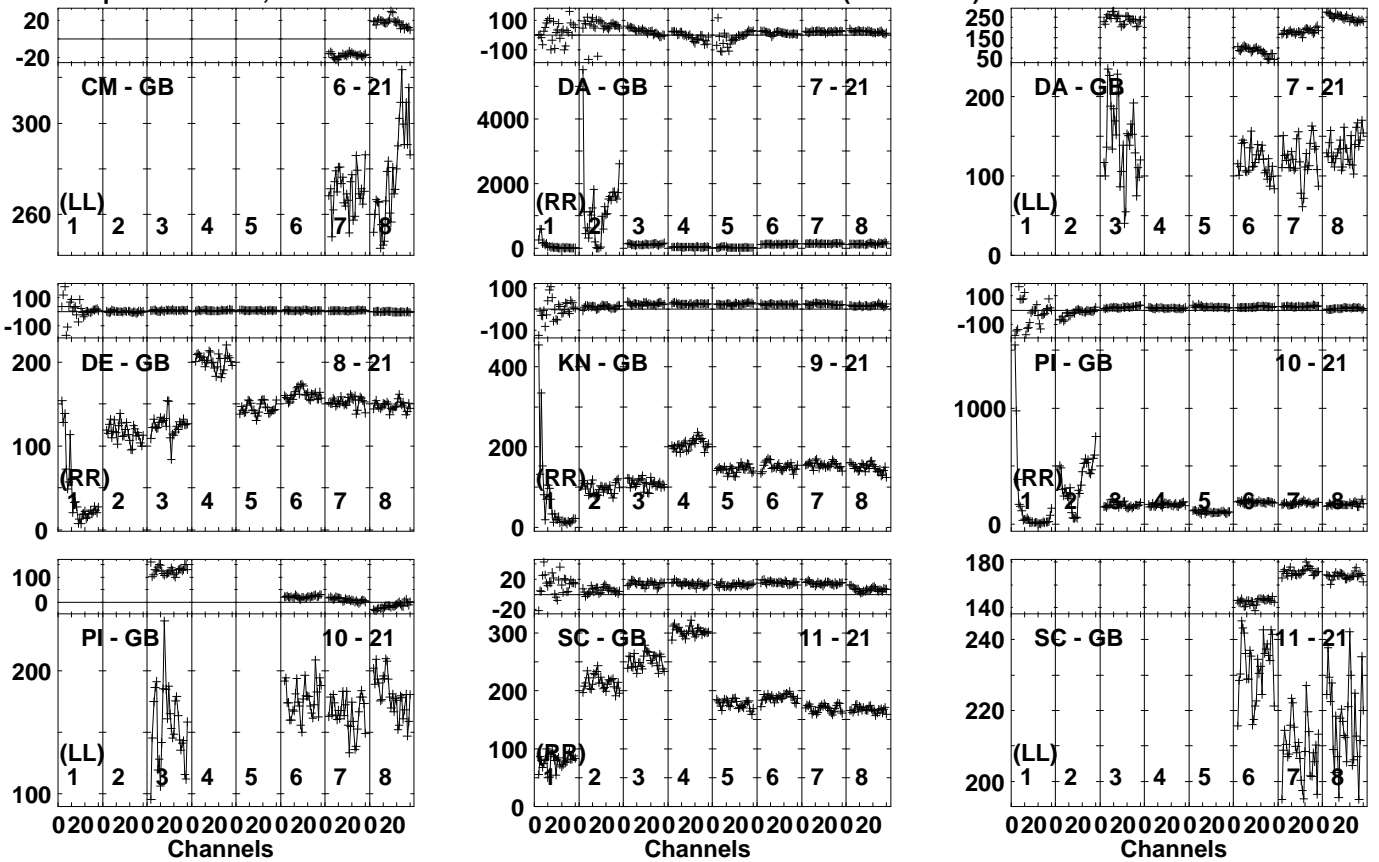 20
-20
CM - GB 6 - 21
300
260
(LL)
1 2 3 4 5 6 7 8
100
-100
DA - GB 7 - 21
4000
2000
0
(RR)
1 2 3 4 5 6 7 8
250
150
50
DA - GB 7 - 21
200
100
0
(LL)
1 2 3 4 5 6 7 8
100
-100
DE - GB 8 - 21
200
100
0
(RR)
1 2 3 4 5 6 7 8
100
-100
KN - GB 9 - 21
400
200
0
(RR)
1 2 3 4 5 6 7 8
100
-100
PI - GB 10 - 21
1000
0
(RR)
1 2 3 4 5 6 7 8
100
0
PI - GB 10 - 21
200
100
(LL)
1 2 3 4 5 6 7 8
0 20 0 20 0 20 0 20 0 20 0 20 0 20 0 20
Channels
20
-20
SC - GB 11 - 21
300
200
100
0
(RR)
1 2 3 4 5 6 7 8
0 20 0 20 0 20 0 20 0 20 0 20 0 20 0 20
Channels
180
140
SC - GB 11 - 21
240
220
200
(LL)
1 2 3 4 5 6 7 8
0 20 0 20 0 20 0 20 0 20 0 20 0 20 0 20
Channels